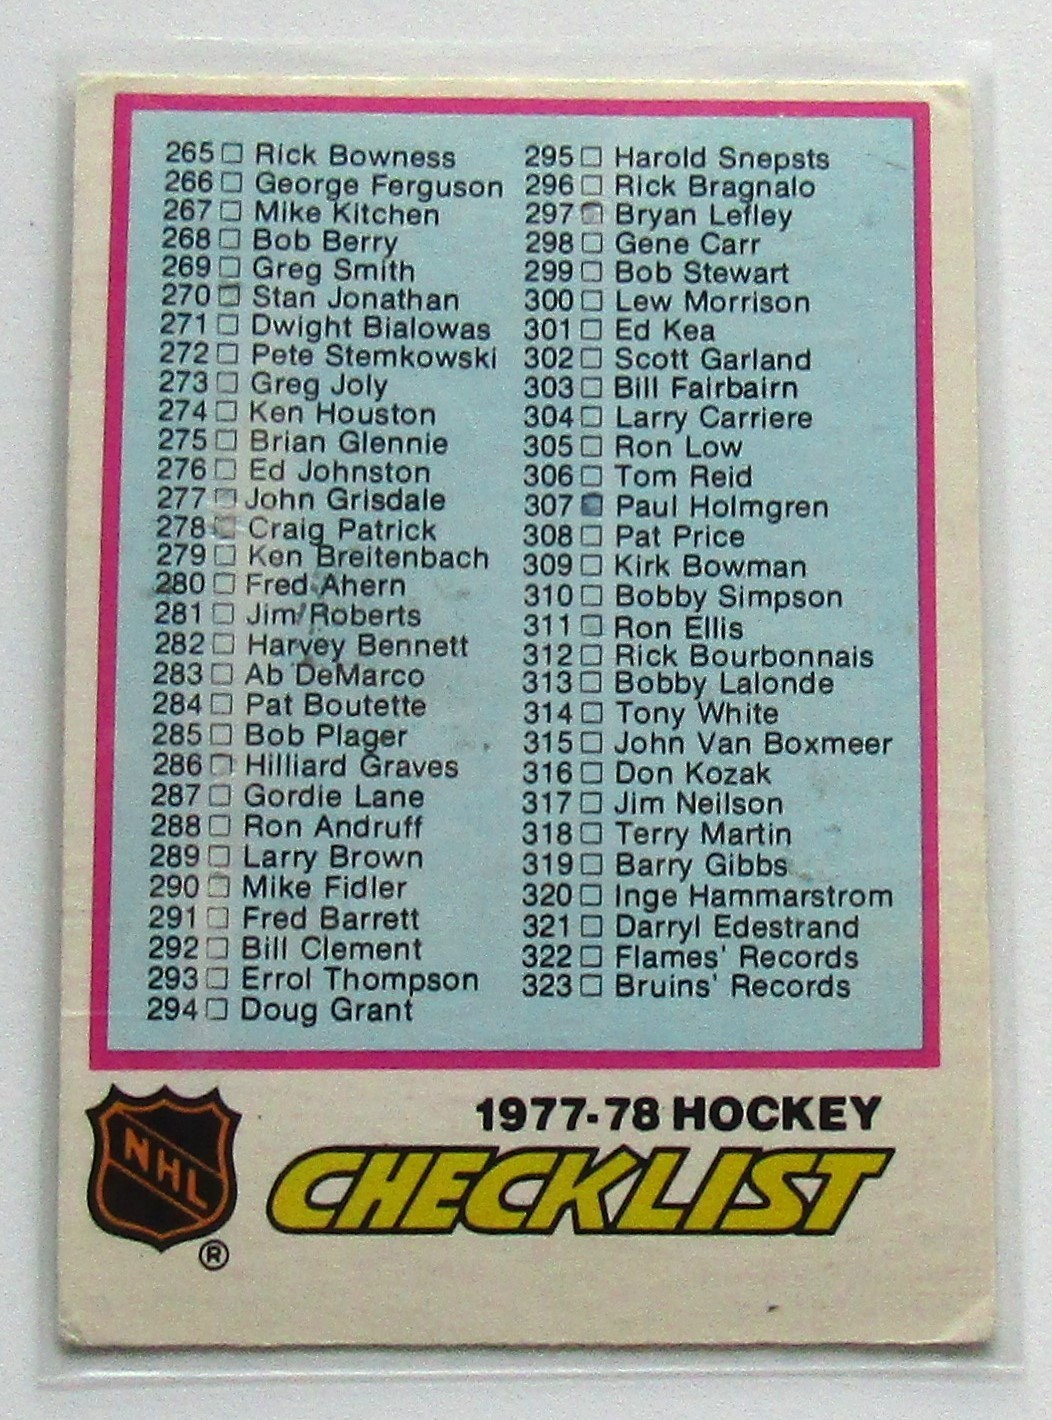 265 □ Rick Bowness
266 □ George Ferguson
267 □ Mike Kitchen
268 □ Bob Berry
269 □ Greg Smith
270 □ Stan Jonathan
271 □ Dwight Bialowas
272 □ Pete Stemkowski
273 □ Greg Joly
274 □ Ken Houston
275 □ Brian Glennie
276 □ Ed Johnston
277 □ John Grisdale
278 □ Craig Patrick
279 □ Ken Breitenbach
280 □ Fred Ahern
281 □ Jim Roberts
282 □ Harvey Bennett
283 □ Ab DeMarco
284 □ Pat Boutette
285 □ Bob Plager
286 □ Hilliard Graves
287 □ Gordie Lane
288 □ Ron Andruff
289 □ Larry Brown
290 □ Mike Fidler
291 □ Fred Barrett
292 □ Bill Clement
293 □ Errol Thompson
294 □ Doug Grant
295 □ Harold Snepsts
296 □ Rick Bragnalo
297 □ Bryan Lefley
298 □ Gene Carr
299 □ Bob Stewart
300 □ Lew Morrison
301 □ Ed Kea
302 □ Scott Garland
303 □ Bill Fairbairn
304 □ Larry Carriere
305 □ Ron Low
306 □ Tom Reid
307 □ Paul Holmgren
308 □ Pat Price
309 □ Kirk Bowman
310 □ Bobby Simpson
311 □ Ron Ellis
312 □ Rick Bourbonnais
313 □ Bobby Lalonde
314 □ Tony White
315 □ John Van Boxmeer
316 □ Don Kozak
317 □ Jim Neilson
318 □ Terry Martin
319 □ Barry Gibbs
320 □ Inge Hammarstrom
321 □ Darryl Edestrand
322 □ Flames' Records
323 □ Bruins' Records
1977-78 HOCKEY
CHECKLIST
NHL
®